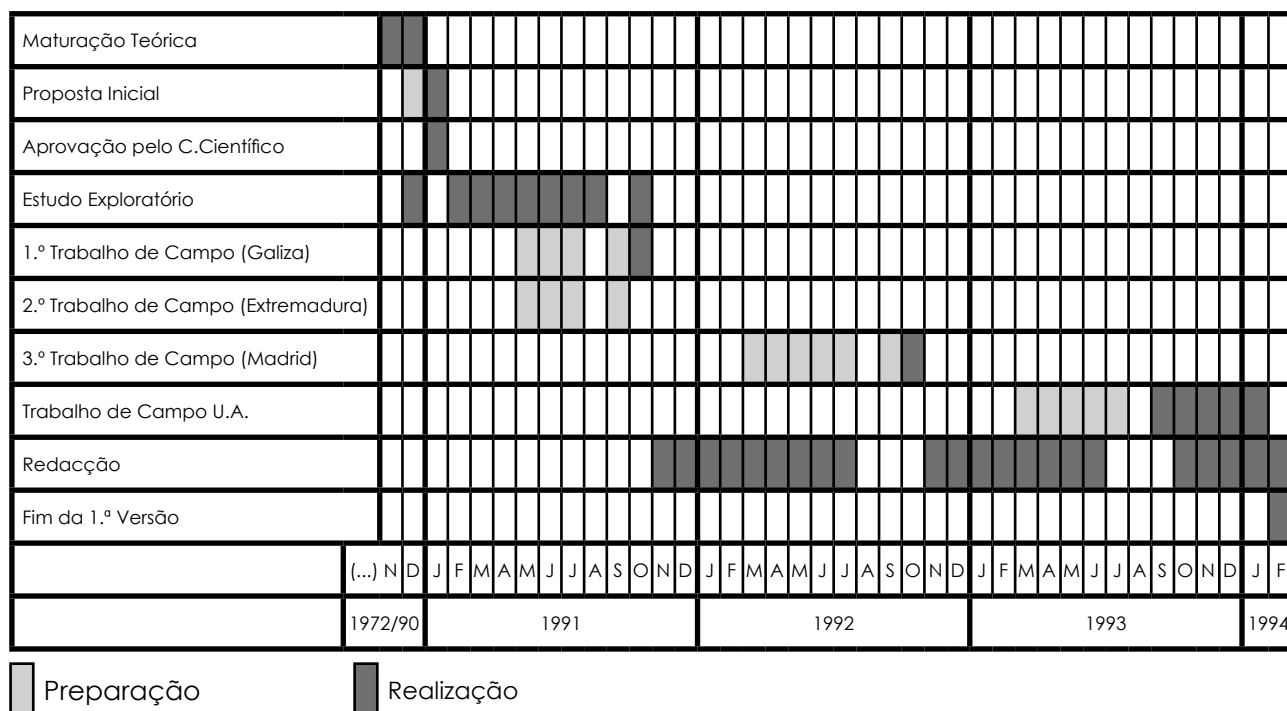 Maturação Teórica
Proposta Inicial
Aprovação pelo C.Científico
Estudo Exploratório
1.º Trabalho de Campo (Galiza)
2.º Trabalho de Campo (Extremadura)
3.º Trabalho de Campo (Madrid)
Trabalho de Campo U.A.
Redacção
Fim da 1.ª Versão
(...) N D J F M A M J J A S O N D J F M A M J J A S O N D J F M A M J J A S O N D J F
1972/90 1991 1992 1993 1994
Preparação Realização